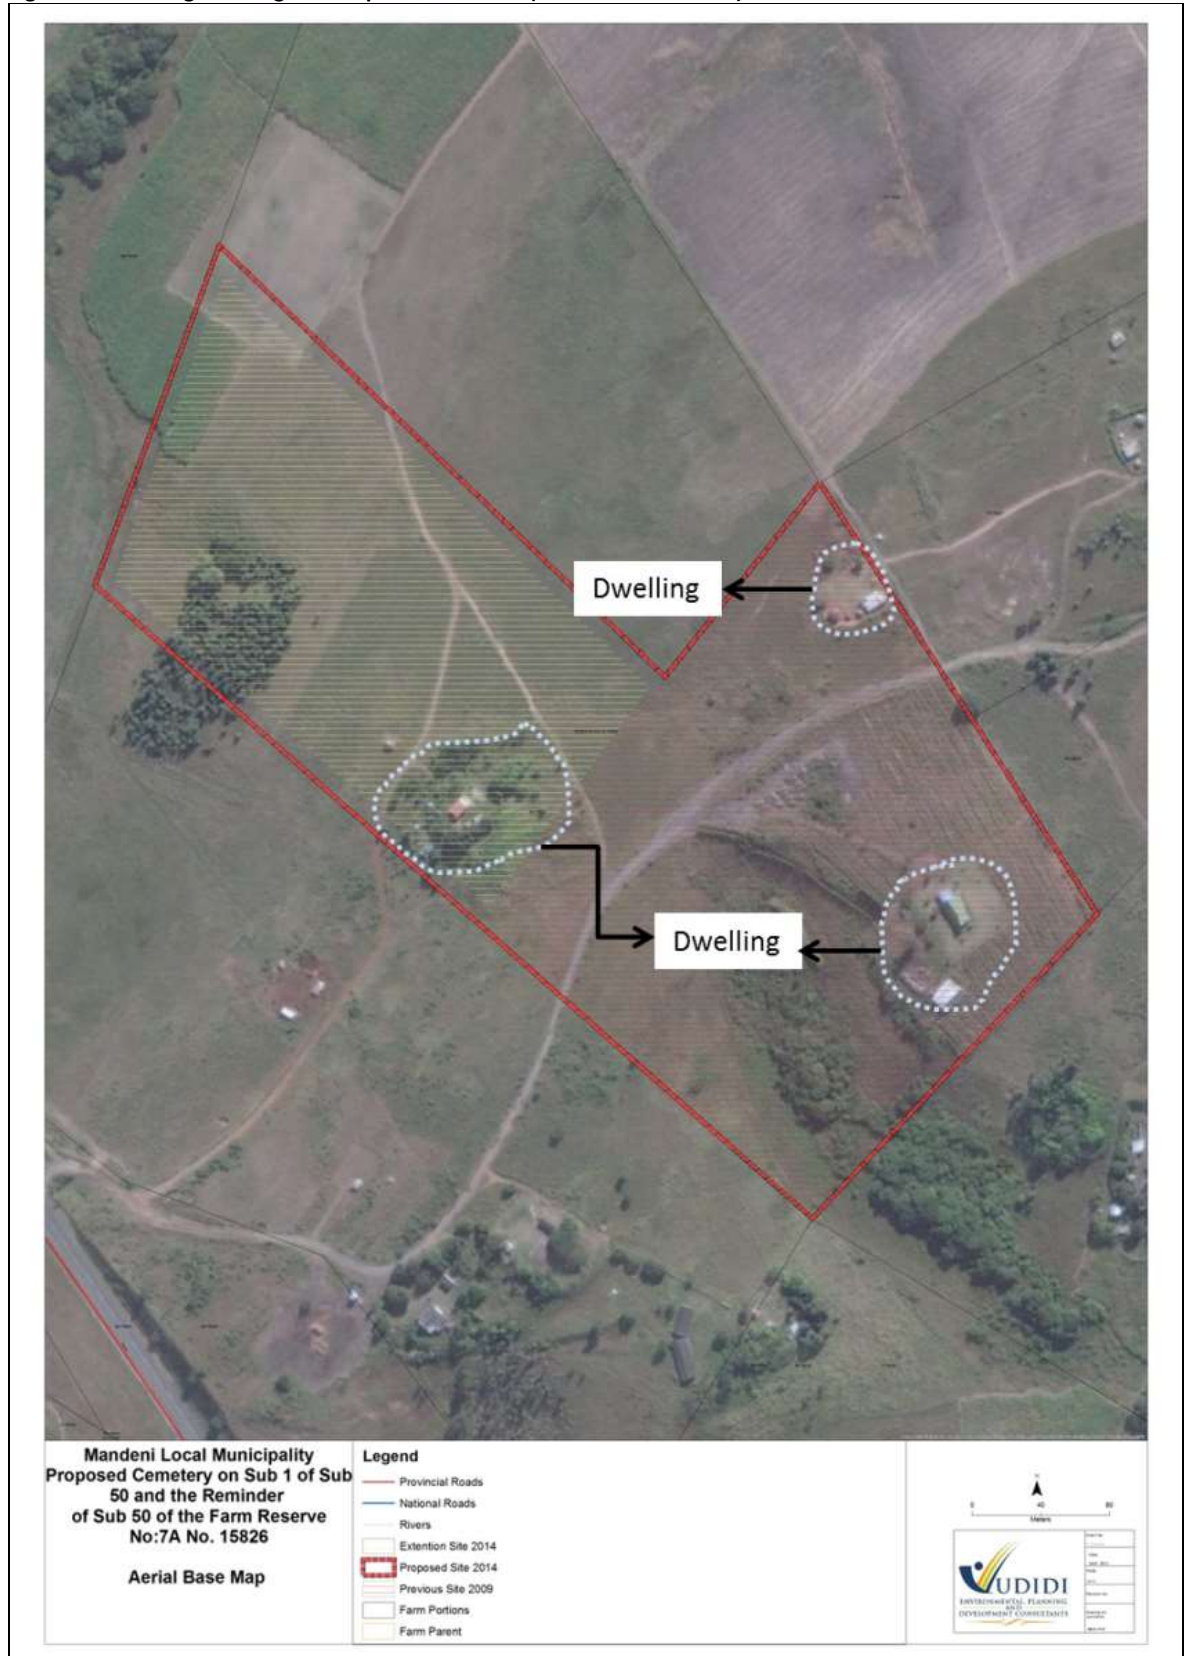 Dwelling
Dwelling
Mandeni Local Municipality
Proposed Cemetery on Sub 1 of Sub
50 and the Reminder
of Sub 50 of the Farm Reserve
No:7A No. 15826
Aerial Base Map
Legend
Provincial Roads
National Roads
Rivers
Extention Site 2014
Proposed Site 2014
Previous Site 2009
Farm Portions
Farm Parent
N
0 40 80
Meters
VUDIDI
ENVIRONMENTAL PLANNING
AND
DEVELOPMENT CONSULTANTS